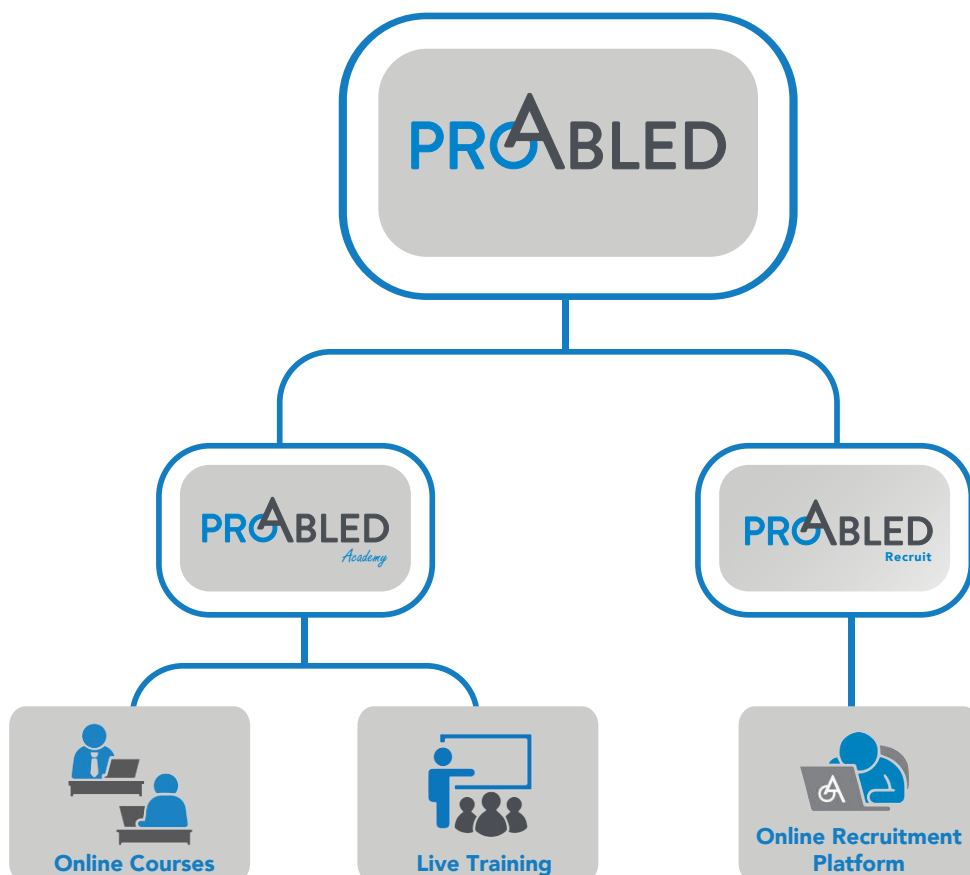 PROABLED
PROABLED
Academy
PROABLED
Recruit
Online Courses
Live Training
Online Recruitment
Platform